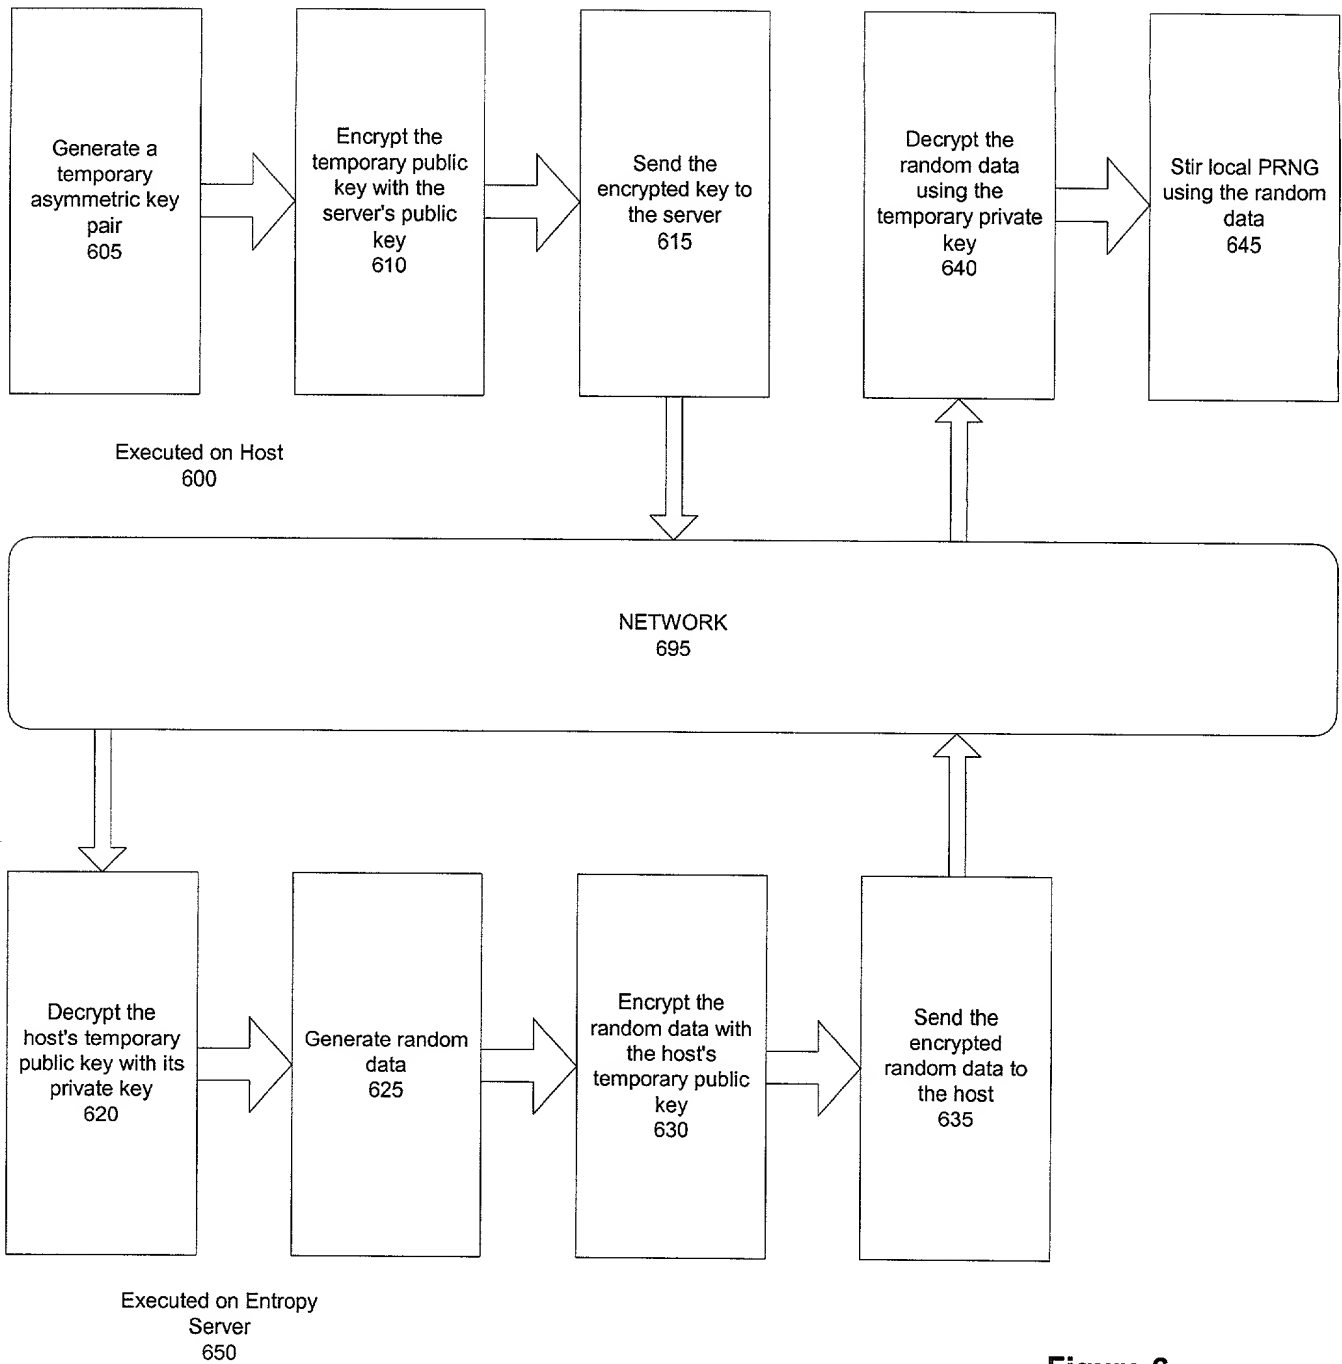 Generate a
temporary
asymmetric key
pair
605
Encrypt the
temporary public
key with the
server's public
key
610
Send the
encrypted key to
the server
615
Decrypt the
random data
using the
temporary private
key
640
Stir local PRNG
using the random
data
645
Executed on Host
600
NETWORK
695
Decrypt the
host's temporary
public key with its
private key
620
Generate random
data
625
Encrypt the
random data with
the host's
temporary public
key
630
Send the
encrypted
random data to
the host
635
Executed on Entropy
Server
650
Figure 6